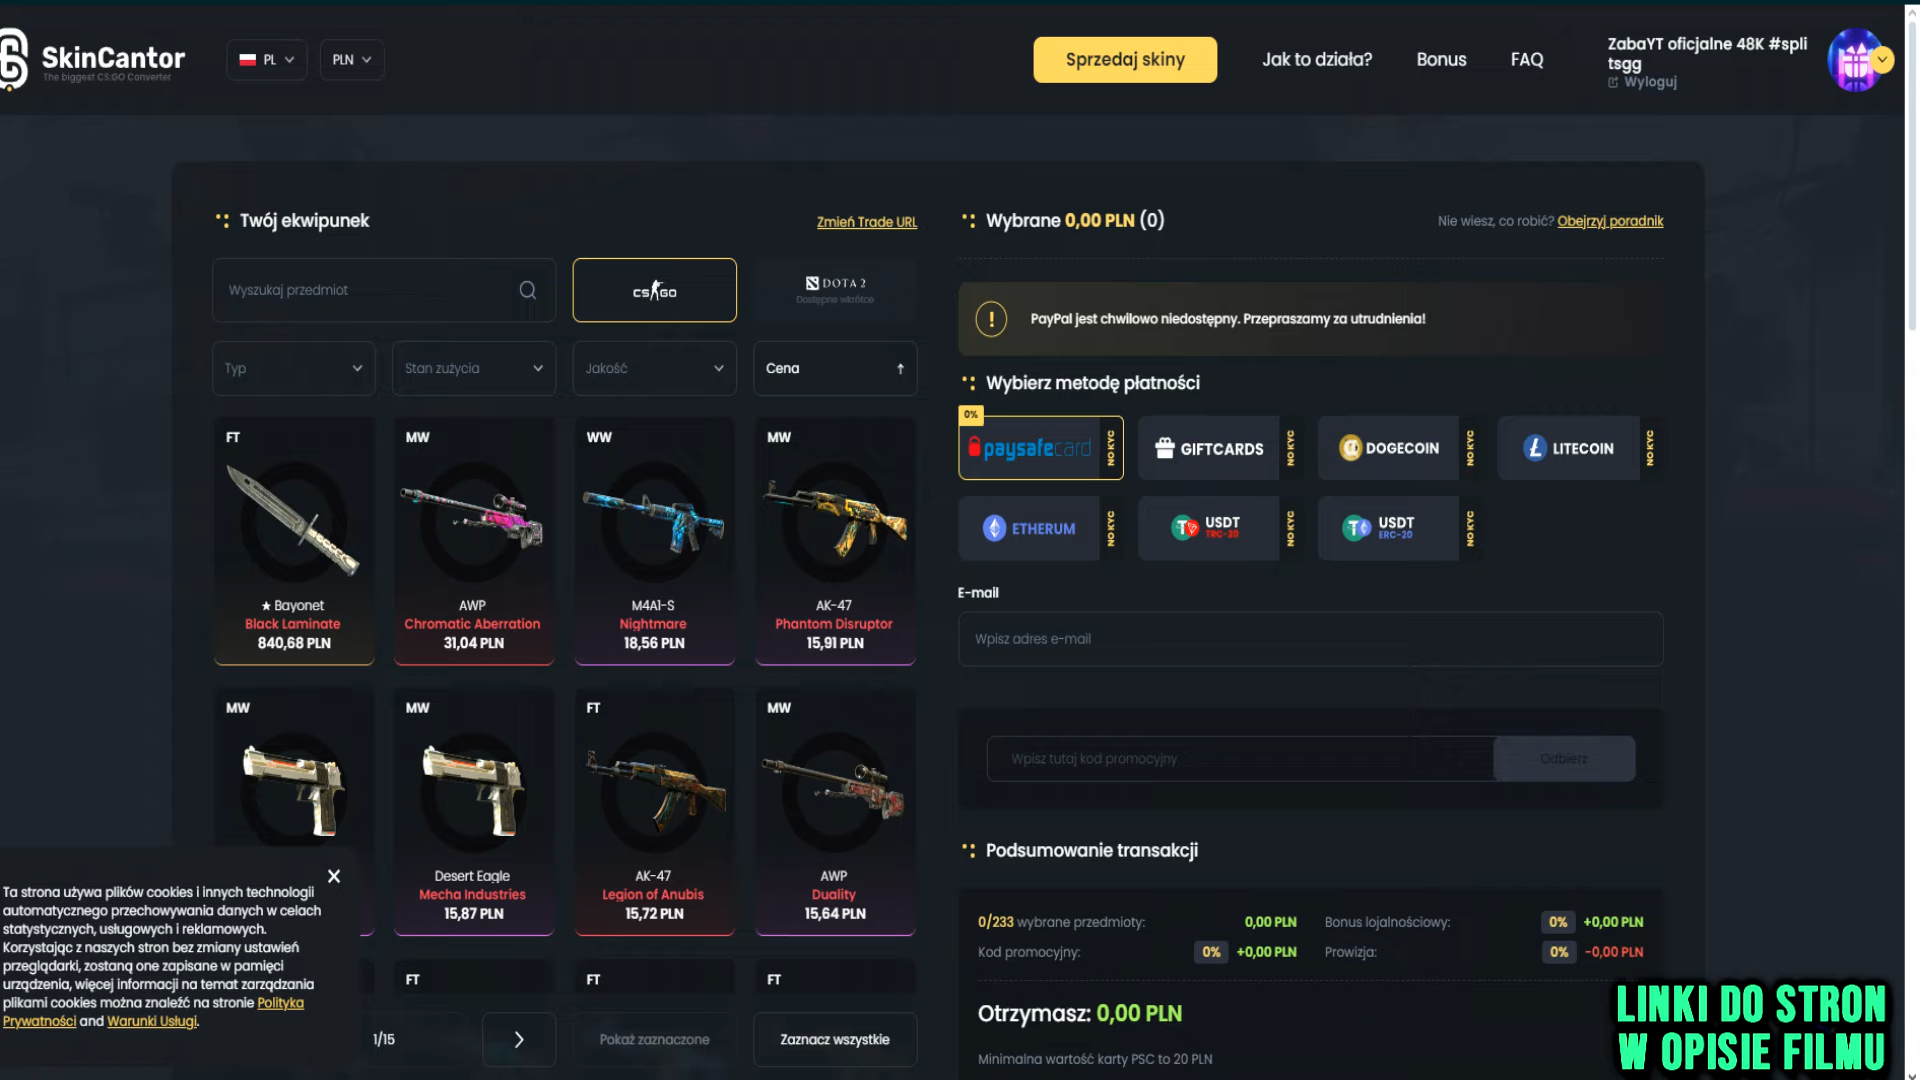 SkinCantor
The biggest CS:GO Converter
PL
PLN
Sprzedaj skiny
Jak to działa?
Bonus
FAQ
ZabaYT oficjalne 48K #spli
tsgg
Wyloguj
Twój ekwipunek
Zmień Trade URL
Wyszukaj przedmiot
CS GO
DOTA 2
Dostępne wkrótce
Typ
Stan zużycia
Jakość
Cena
FT
★ Bayonet
Black Laminate
840,68 PLN
MW
AWP
Chromatic Aberration
31,04 PLN
WW
M4A1-S
Nightmare
18,56 PLN
MW
AK-47
Phantom Disruptor
15,91 PLN
MW
MW
Desert Eagle
Mecha Industries
15,87 PLN
FT
AK-47
Legion of Anubis
15,72 PLN
MW
AWP
Duality
15,64 PLN
FT
FT
FT
1/15
Pokaż zaznaczone
Zaznacz wszystkie
Ta strona używa plików cookies i innych technologii
automatycznego przechowywania danych w celach
statystycznych, usługowych i reklamowych.
Korzystając z naszych stron bez zmiany ustawień
przeglądarki, zostaną one zapisane w pamięci
urządzenia, więcej informacji na temat zarządzania
plikami cookies można znaleźć na stronie Polityka
Prywatności and Warunki Usługi.
Wybrane 0,00 PLN (0)
Nie wiesz, co robić? Obejrzyj poradnik
PayPal jest chwilowo niedostępny. Przepraszamy za utrudnienia!
Wybierz metodę płatności
0%
paysafecard
NO KYC
GIFTCARDS
NO KYC
DOGECOIN
NO KYC
LITECOIN
NO KYC
ETHERUM
NO KYC
USDT
TRC-20
NO KYC
USDT
ERC-20
NO KYC
E-mail
Wpisz adres e-mail
Wpisz tutaj kod promocyjny
Odbierz
Podsumowanie transakcji
0/233 wybrane przedmioty: 0,00 PLN
Bonus lojalnościowy: 0% +0,00 PLN
Kod promocyjny: 0% +0,00 PLN
Prowizja: 0% -0,00 PLN
Otrzymasz: 0,00 PLN
Minimalna wartość karty PSC to 20 PLN
LINKI DO STRON
W OPISIE FILMU